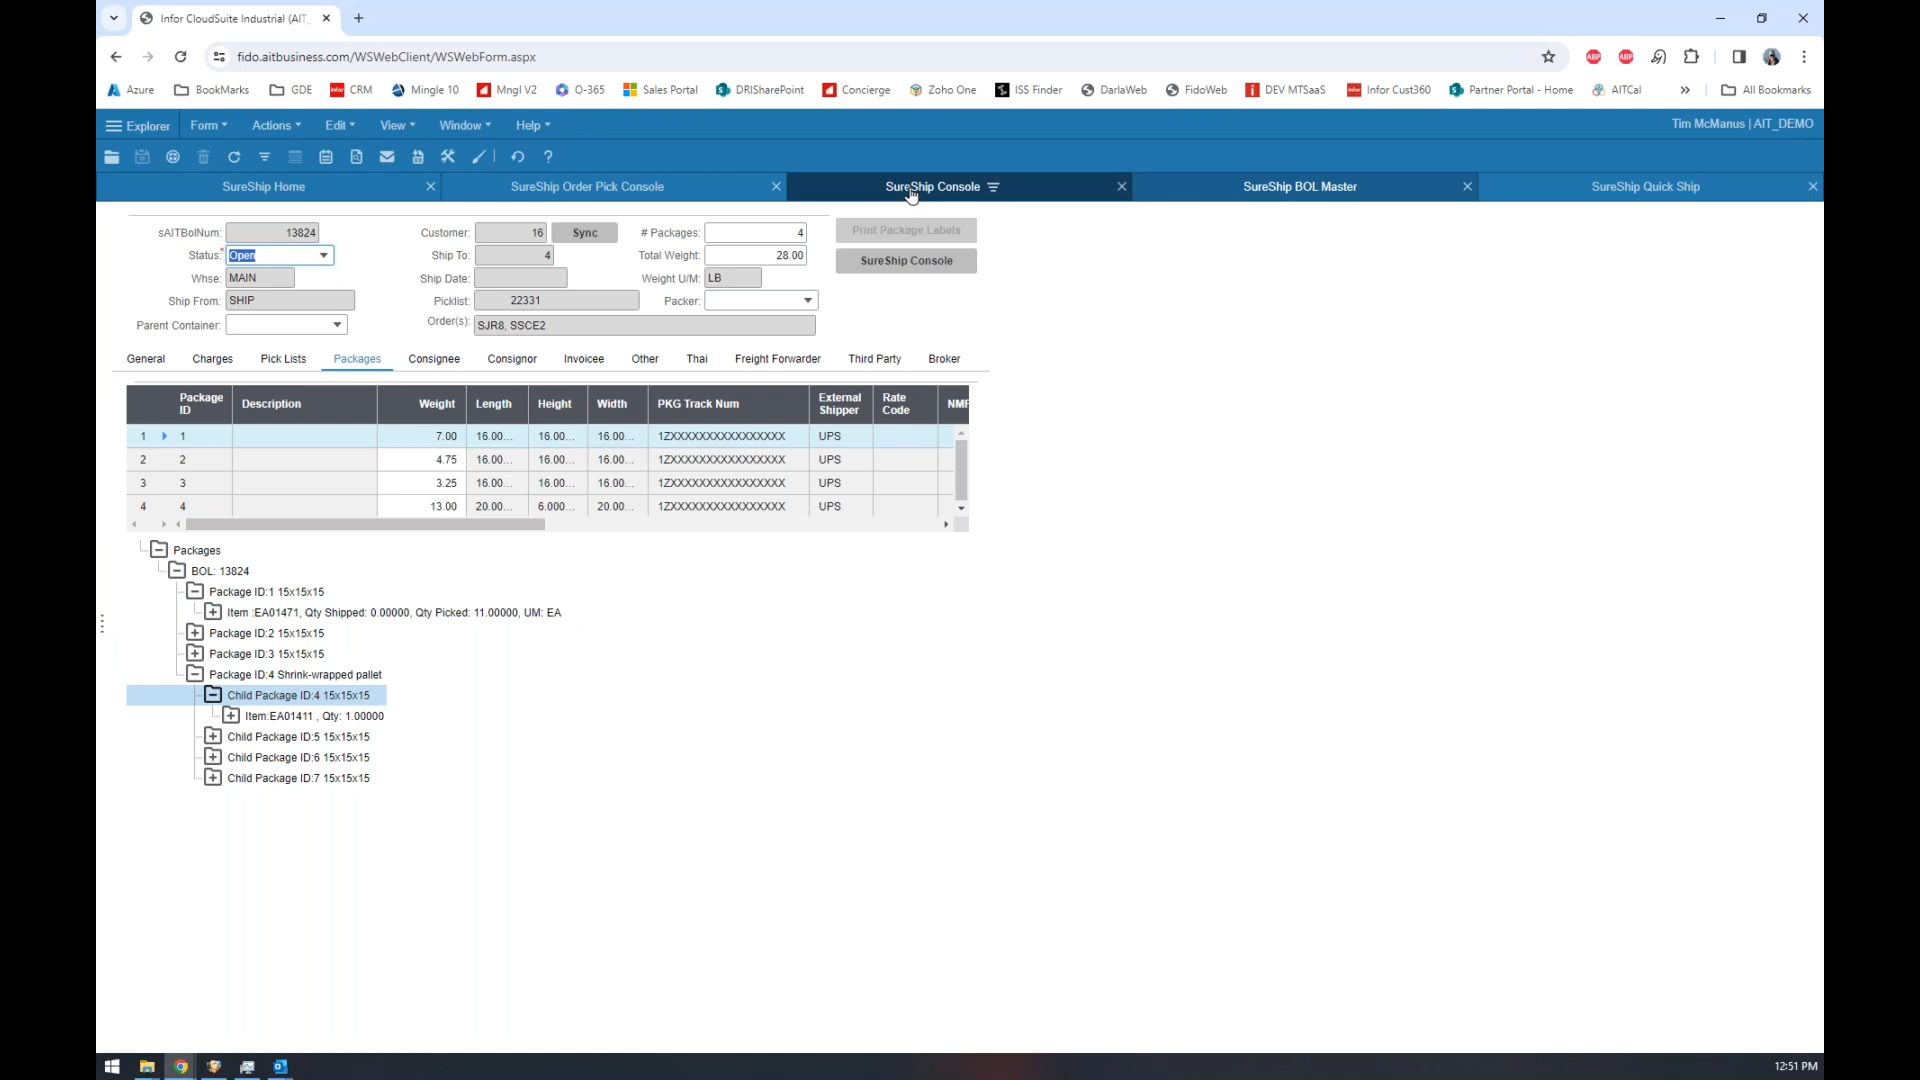 Infor CloudSuite Industrial (AIT_
fido.aitbusiness.com/WSWebClient/WSWebForm.aspx
ABP ABP
Azure BookMarks GDE infor CRM Mingle 10 Mngl V2 O-365 Sales Portal DRISharePoint Concierge Zoho One ISS Finder DarlaWeb FidoWeb DEV MTSaaS infor Infor Cust360 Partner Portal - Home AITCal » All Bookmarks
Explorer Form Actions Edit View Window Help Tim McManus | AIT_DEMO
SureShip Home SureShip Order Pick Console SureShip Console SureShip BOL Master SureShip Quick Ship
sAITBolNum: 13824 Customer: 16 Sync # Packages: 4 Print Package Labels
Status:* Open Ship To: 4 Total Weight: 28.00 SureShip Console
Whse: MAIN Ship Date: Weight U/M: LB
Ship From: SHIP Picklist: 22331 Packer:
Parent Container: Order(s): SJR8, SSCE2
General Charges Pick Lists Packages Consignee Consignor Invoicee Other Thai Freight Forwarder Third Party Broker
Package ID Description Weight Length Height Width PKG Track Num External Shipper Rate Code NMF
1 1 7.00 16.00... 16.00... 16.00... 1ZXXXXXXXXXXXXXXXX UPS
2 2 4.75 16.00... 16.00... 16.00... 1ZXXXXXXXXXXXXXXXX UPS
3 3 3.25 16.00... 16.00... 16.00... 1ZXXXXXXXXXXXXXXXX UPS
4 4 13.00 20.00... 6.000... 20.00... 1ZXXXXXXXXXXXXXXXX UPS
Packages
BOL: 13824
Package ID:1 15x15x15
Item :EA01471, Qty Shipped: 0.00000, Qty Picked: 11.00000, UM: EA
Package ID:2 15x15x15
Package ID:3 15x15x15
Package ID:4 Shrink-wrapped pallet
Child Package ID:4 15x15x15
Item:EA01411 , Qty: 1.00000
Child Package ID:5 15x15x15
Child Package ID:6 15x15x15
Child Package ID:7 15x15x15
12:51 PM